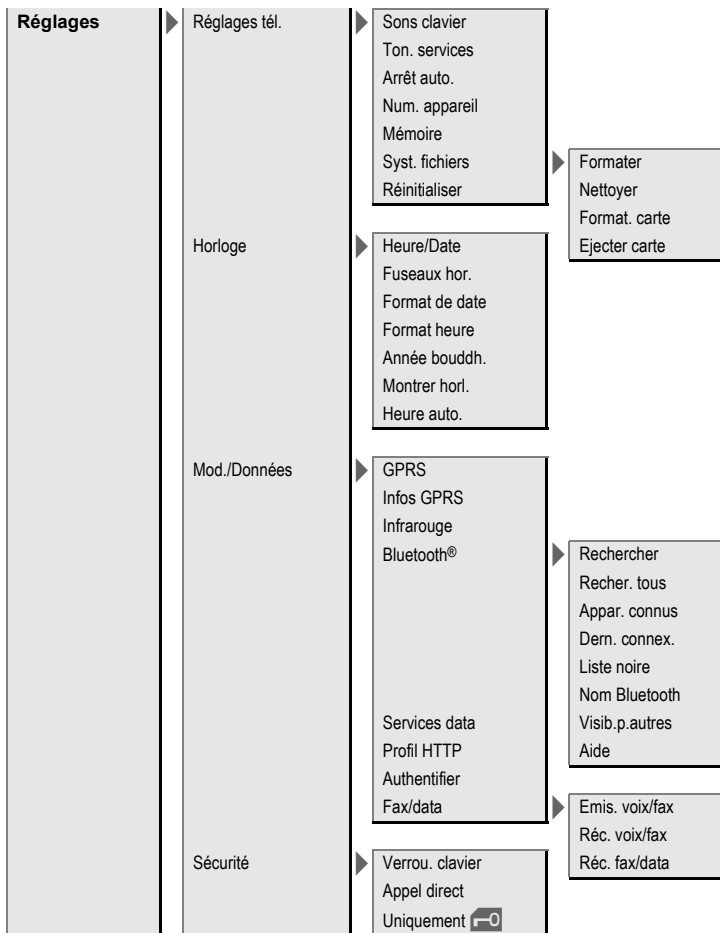 Réglages
Réglages tél.
Sons clavier
Ton. services
Arrêt auto.
Num. appareil
Mémoire
Syst. fichiers
Formater
Nettoyer
Format. carte
Ejecter carte
Réinitialiser
Horloge
Heure/Date
Fuseaux hor.
Format de date
Format heure
Année bouddh.
Montrer horl.
Heure auto.
Mod./Données
GPRS
Infos GPRS
Infrarouge
Bluetooth®
Rechercher
Recher. tous
Appar. connus
Dern. connex.
Liste noire
Nom Bluetooth
Visib.p.autres
Aide
Services data
Profil HTTP
Authentifier
Fax/data
Emis. voix/fax
Réc. voix/fax
Réc. fax/data
Sécurité
Verrou. clavier
Appel direct
Uniquement